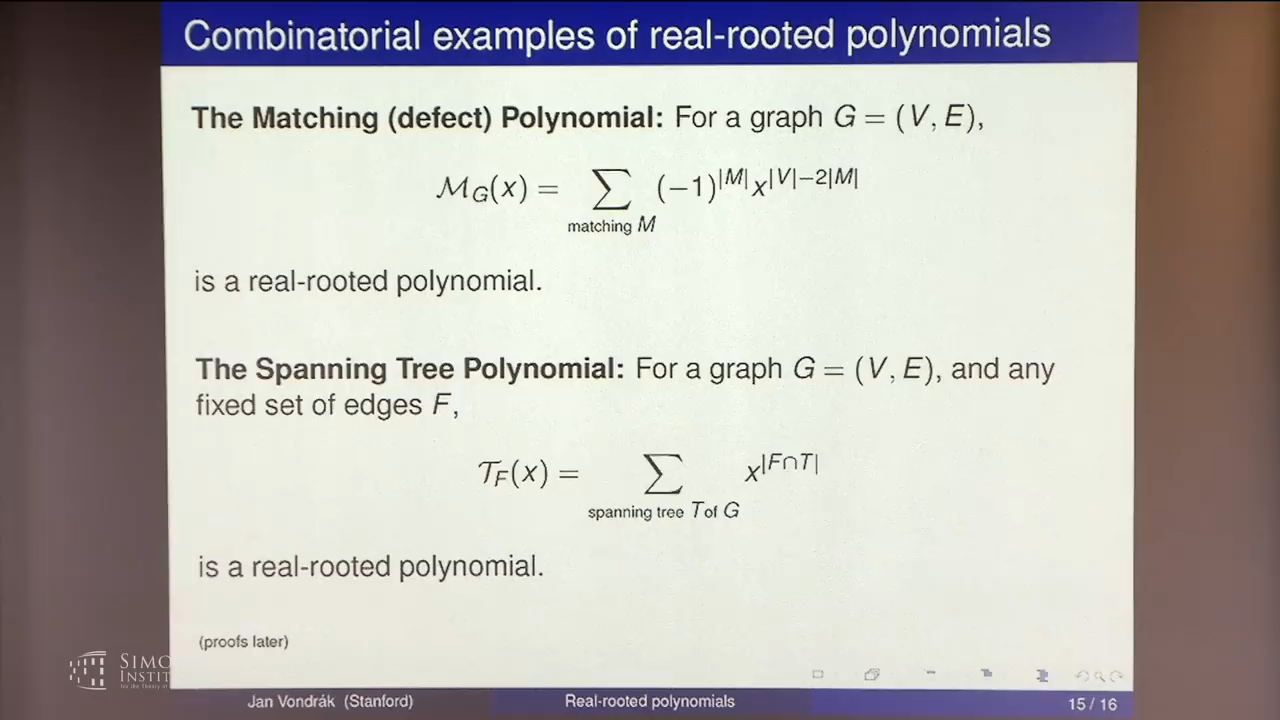 Combinatorial examples of real-rooted polynomials
The Matching (defect) Polynomial: For a graph G = (V, E),
M_G(x) = ∑ (−1)^{|M|} x^{|V|−2|M|}
matching M
is a real-rooted polynomial.
The Spanning Tree Polynomial: For a graph G = (V, E), and any
fixed set of edges F,
T_F(x) = ∑ x^{|F∩T|}
spanning tree T of G
is a real-rooted polynomial.
(proofs later)
Jan Vondrák (Stanford)
Real-rooted polynomials
15 / 16